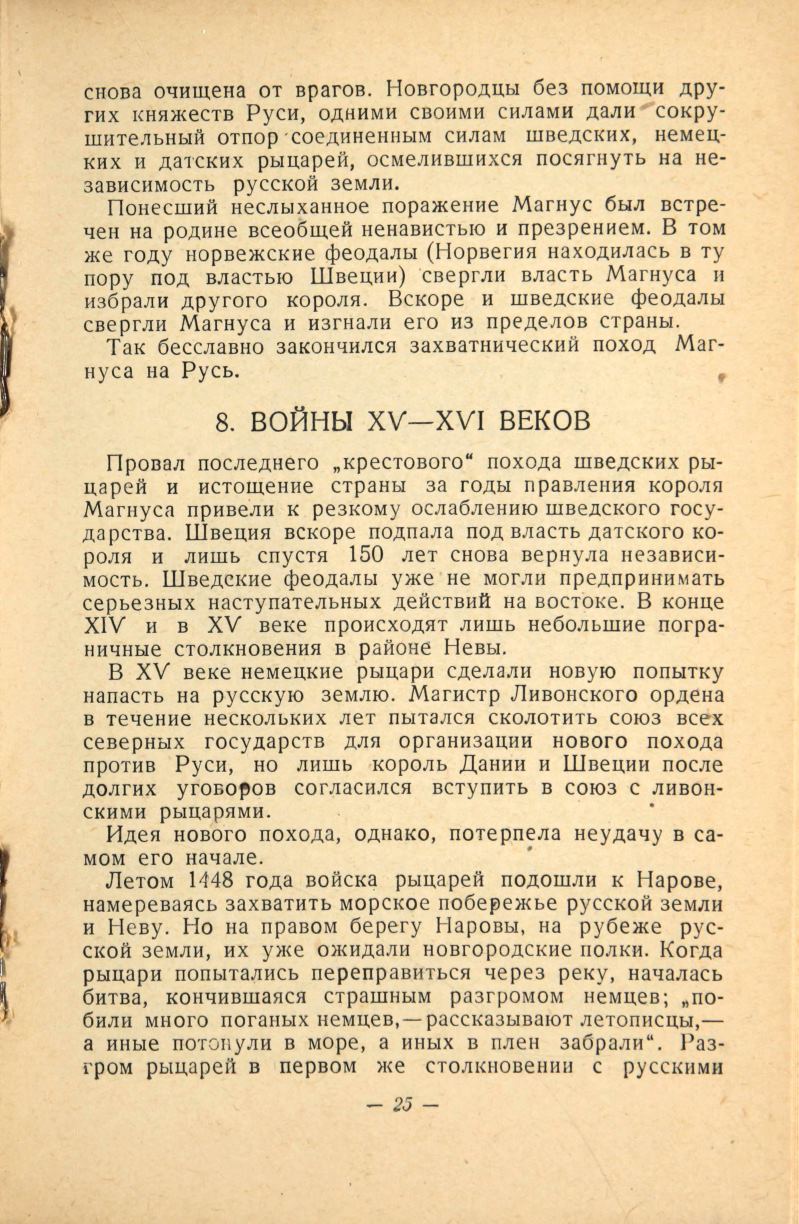 снова очищена от врагов. Новгородцы без помощи дру-
гих княжеств Руси, одними своими силами дали сокру-
шительный отпор соединенным силам шведских, немец-
ких и датских рыцарей, осмелившихся посягнуть на не-
зависимость русской земли.
Понесший неслыханное поражение Магнус был встре-
чен на родине всеобщей ненавистью и презрением. В том
же году норвежские феодалы (Норвегия находилась в ту
пору под властью Швеции) свергли власть Магнуса и
избрали другого короля. Вскоре и шведские феодалы
свергли Магнуса и изгнали его из пределов страны.
Так бесславно закончился захватнический поход Маг-
нуса на Русь.
8. ВОЙНЫ XV—XVI ВЕКОВ
Провал последнего „крестового“ похода шведских ры-
царей и истощение страны за годы правления короля
Магнуса привели к резкому ослаблению шведского госу-
дарства. Швеция вскоре подпала под власть датского ко-
роля и лишь спустя 150 лет снова вернула независи-
мость. Шведские феодалы уже не могли предпринимать
серьезных наступательных действий на востоке. В конце
XIV и в XV веке происходят лишь небольшие погра-
ничные столкновения в районе Невы.
В XV веке немецкие рыцари сделали новую попытку
напасть на русскую землю. Магистр Ливонского ордена
в течение нескольких лет пытался сколотить союз всех
северных государств для организации нового похода
против Руси, но лишь король Дании и Швеции после
долгих уговоров согласился вступить в союз с ливон-
скими рыцарями.
Идея нового похода, однако, потерпела неудачу в са-
мом его начале.
Летом 1448 года войска рыцарей подошли к Нарове,
намереваясь захватить морское побережье русской земли
и Неву. Но на правом берегу Наровы, на рубеже рус-
ской земли, их уже ожидали новгородские полки. Когда
рыцари попытались переправиться через реку, началась
битва, кончившаяся страшным разгромом немцев; „по-
били много поганых немцев,—рассказывают летописцы,—
а иные потонули в море, а иных в плен забрали“. Раз-
гром рыцарей в первом же столкновении с русскими
— 25 —